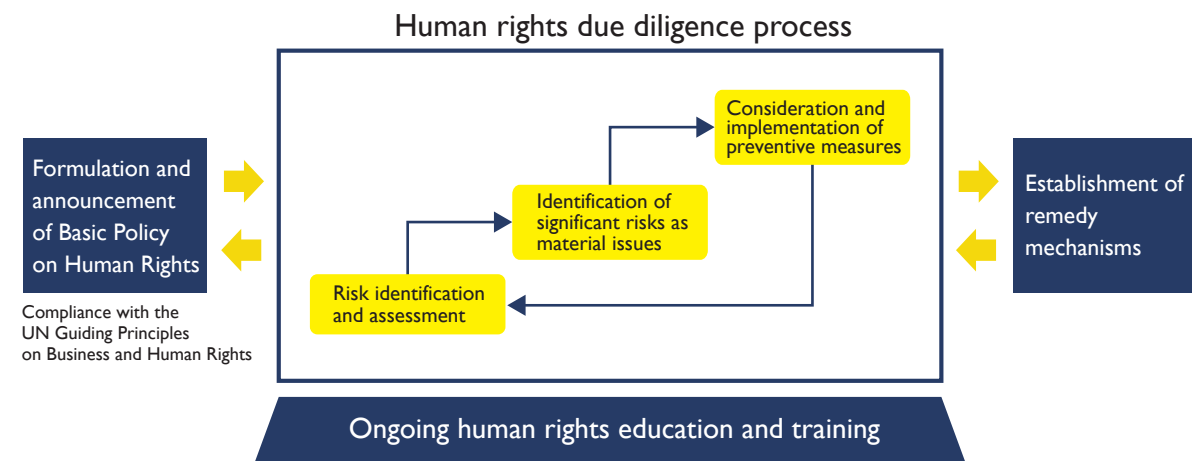 Human rights due diligence process
Formulation and
announcement
of Basic Policy
on Human Rights
Compliance with the
UN Guiding Principles
on Business and Human Rights
Risk identification
and assessment
Identification of
significant risks as
material issues
Consideration and
implementation of
preventive measures
Establishment of
remedy
mechanisms
Ongoing human rights education and training